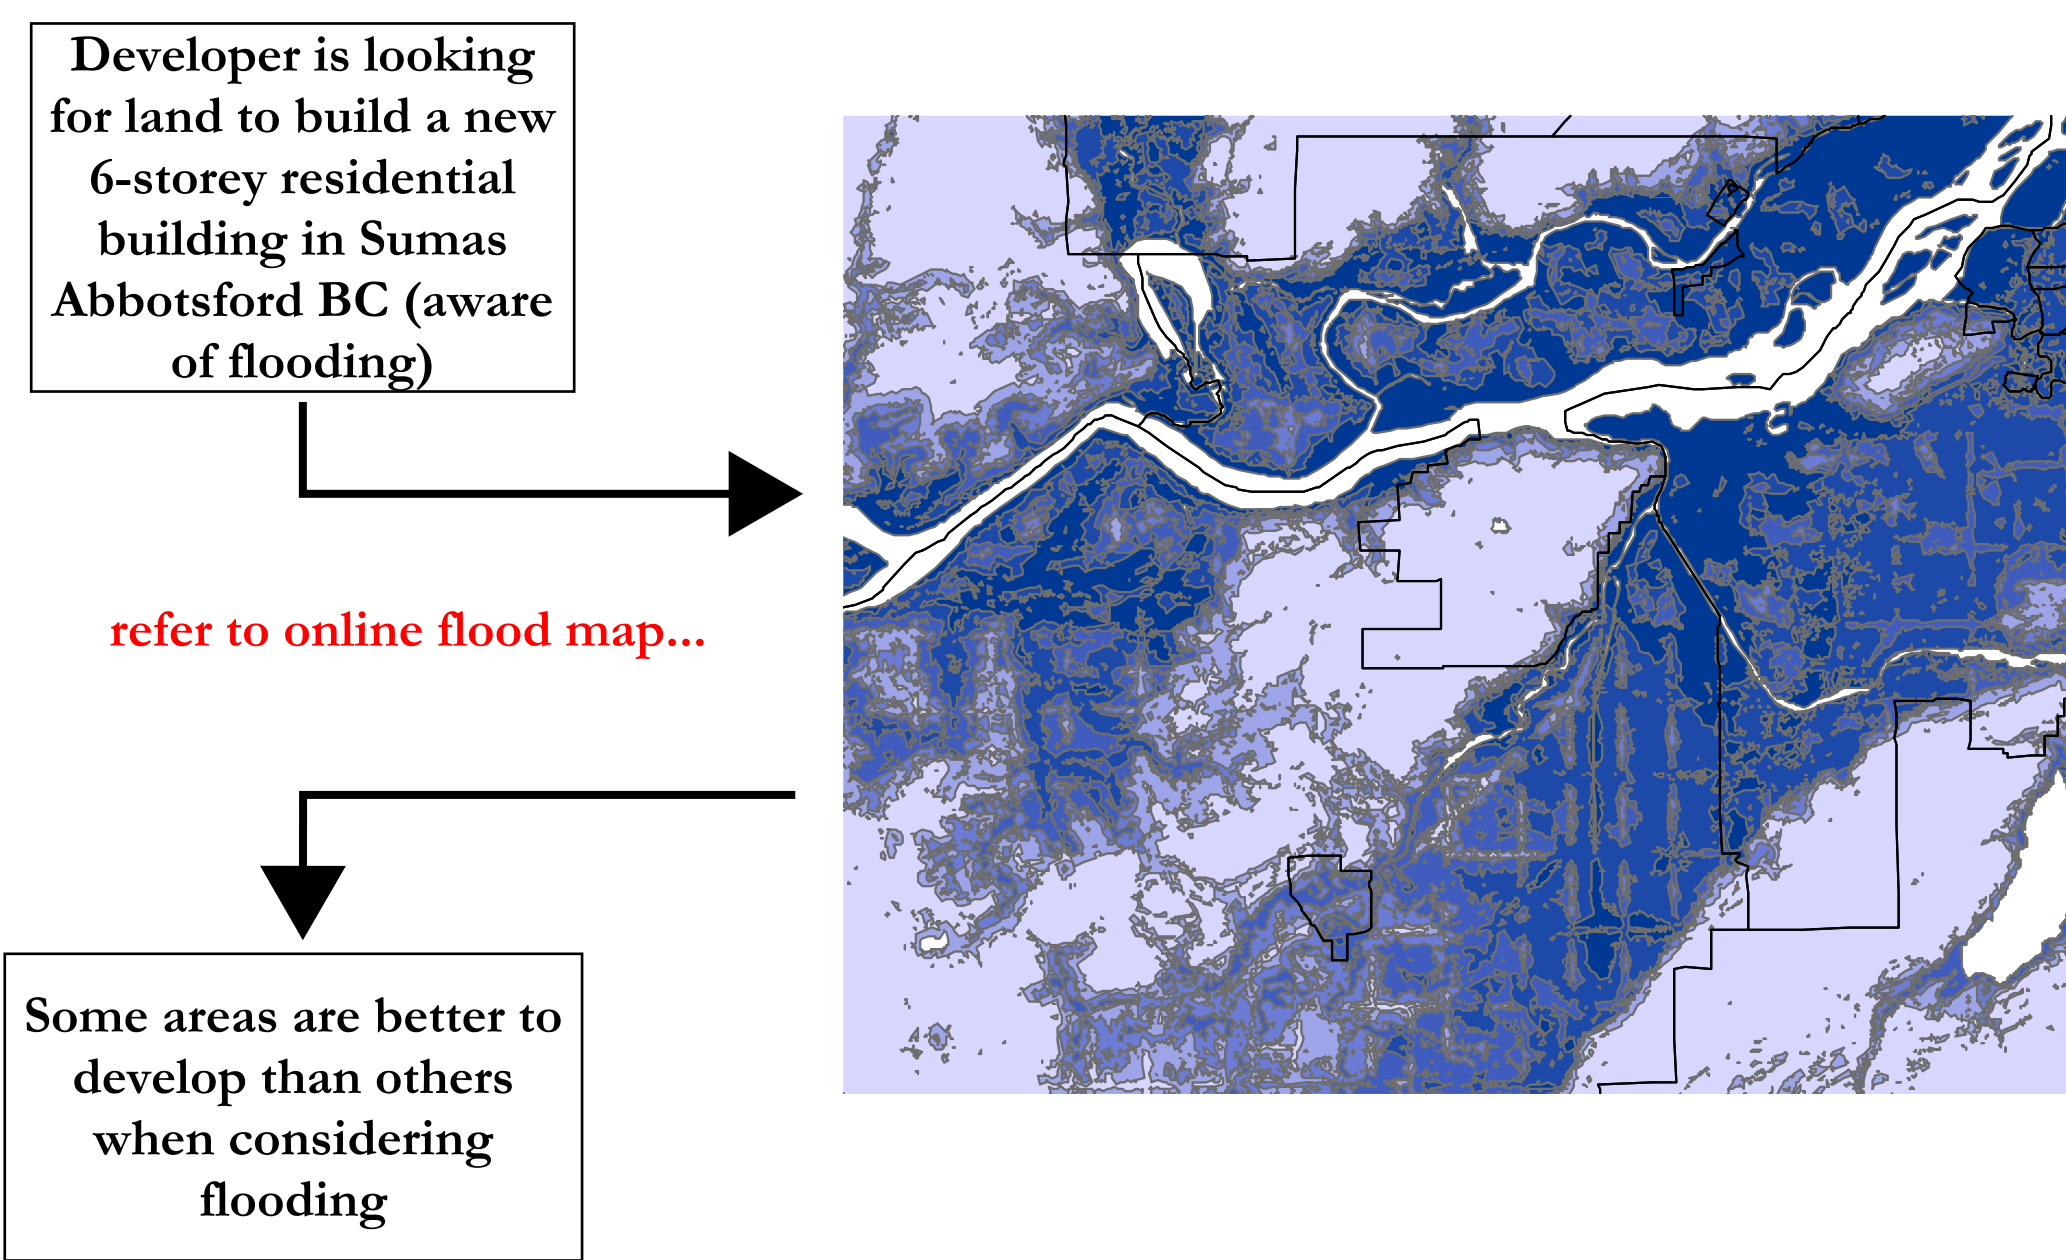 Developer is looking
for land to build a new
6-storey residential
building in Sumas
Abbotsford BC (aware
of flooding)
refer to online flood map...
Some areas are better to
develop than others
when considering
flooding